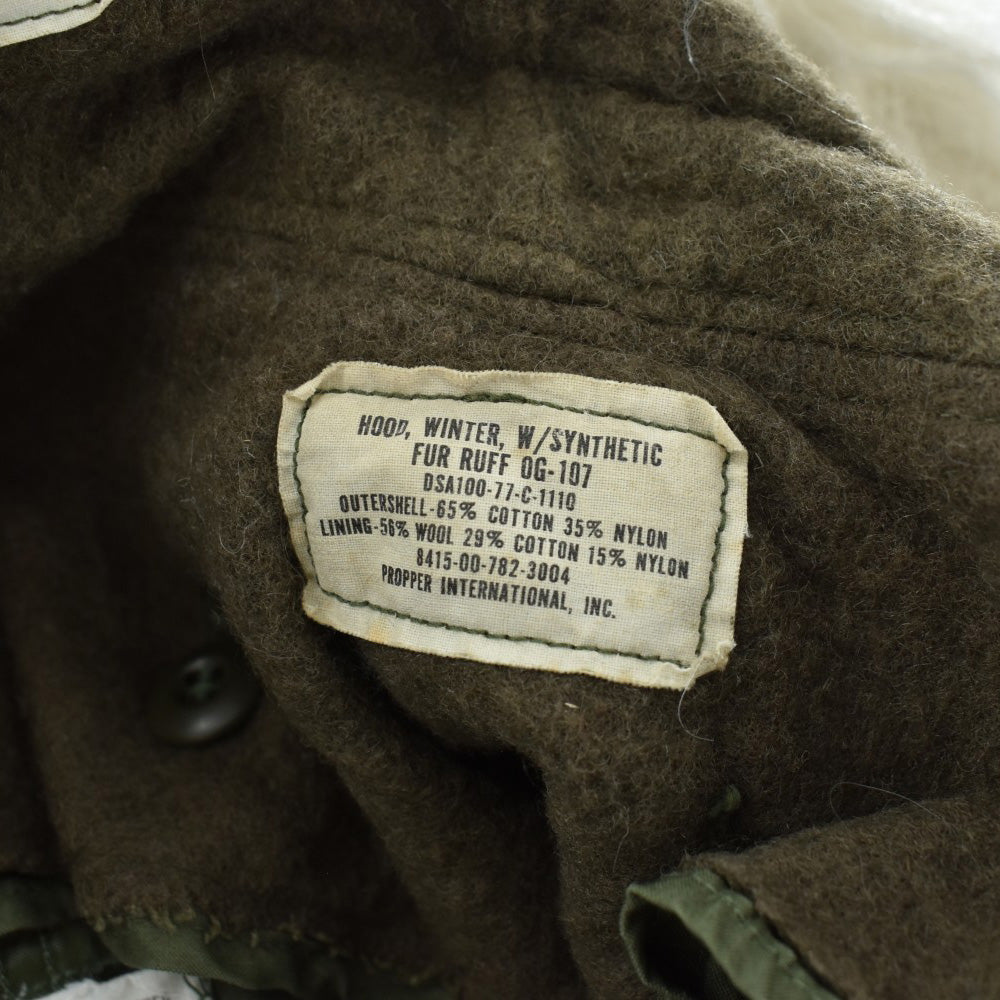 HOOD, WINTER, W/SYNTHETIC
FUR RUFF OG-107
DSA100-77-C-1110
OUTERSHELL-65% COTTON 35% NYLON
LINING-56% WOOL 29% COTTON 15% NYLON
8415-00-782-3004
PROPPER INTERNATIONAL, INC.